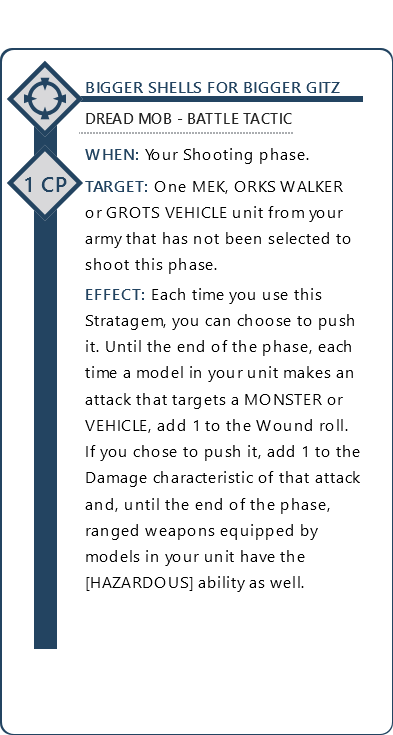 BIGGER SHELLS FOR BIGGER GITZ
DREAD MOB - BATTLE TACTIC
WHEN: Your Shooting phase.
1 CP
TARGET: One MEK, ORKS WALKER
or GROTS VEHICLE unit from your
army that has not been selected to
shoot this phase.
EFFECT: Each time you use this
Stratagem, you can choose to push
it. Until the end of the phase, each
time a model in your unit makes an
attack that targets a MONSTER or
VEHICLE, add 1 to the Wound roll.
If you chose to push it, add 1 to the
Damage characteristic of that attack
and, until the end of the phase,
ranged weapons equipped by
models in your unit have the
[HAZARDOUS] ability as well.